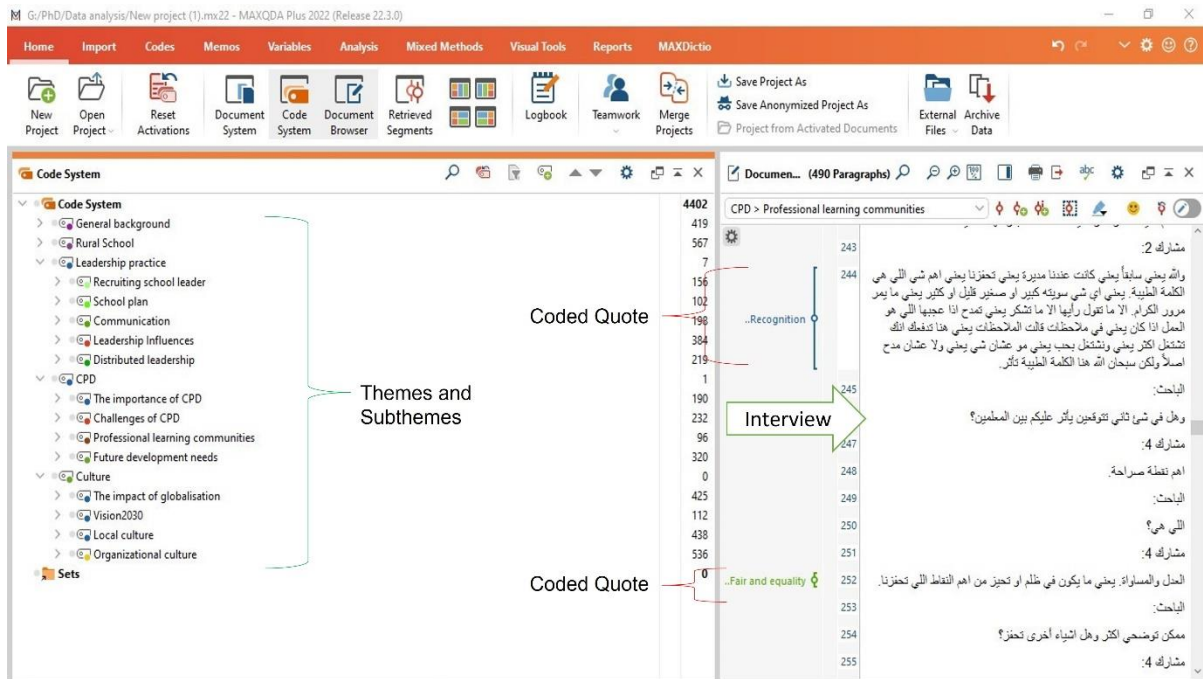 G:/PhD/Data analysis/New project (1).mx22 - MAXQDA Plus 2022 (Release 22.3.0)
Home Import Codes Memos Variables Analysis Mixed Methods Visual Tools Reports MAXDictio
New Project
Open Project
Reset Activations
Document System
Code System
Document Browser
Retrieved Segments
Logbook
Teamwork
Merge Projects
Save Project As
Save Anonymized Project As
Project from Activated Documents
External Files
Archive Data
Code System
Code System 4402
General background 419
Rural School 567
Leadership practice 7
Recruiting school leader 156
School plan 102
Communication 198
Leadership Influences 384
Distributed leadership 219
CPD 1
The importance of CPD 190
Challenges of CPD 232
Professional learning communities 96
Future development needs 320
Culture 0
The impact of globalisation 425
Vision2030 112
Local culture 438
Organizational culture 536
Sets 0
Themes and
Subthemes
Coded Quote
Interview
Coded Quote
Documen... (490 Paragraphs)
CPD > Professional learning communities
243 مشارك 2:
244 والله يعني سابقاً يعني كانت عندنا مديرة يعني تحفزنا يعني اهم شي اللي هي
الكلمة الطيبة. يعني اي شي سويته كبير او صغير قليل او كثير يعني ما يمر
مرور الكرام. الا ما تقول رأيها الا ما تشكر يعني تمدح اذا عجبها اللي هو
العمل اذا كان يعني في ملاحظات قالت الملاحظات يعني هنا تدفعك انك
تشتغل اكثر يعني ونشتغل بحب يعني مو عشان شي يعني ولا عشان مدح
اصلاً ولكن سبحان الله هنا الكلمة الطيبة تأثر.
..Recognition
245 الباحث:
وهل في شئ ثاني تتوقعين يأثر عليكم بين المعلمين؟
247 مشارك 4:
248 اهم نقطة صراحة.
249 الباحث:
250 اللي هي؟
251 مشارك 4:
252 العدل والمساواة. يعني ما يكون في ظلم او تحيز من اهم النقاط اللي تحفزنا.
..Fair and equality
253 الباحث:
254 ممكن توضحي اكثر وهل اشياء أخرى تحفز؟
255 مشارك 4: